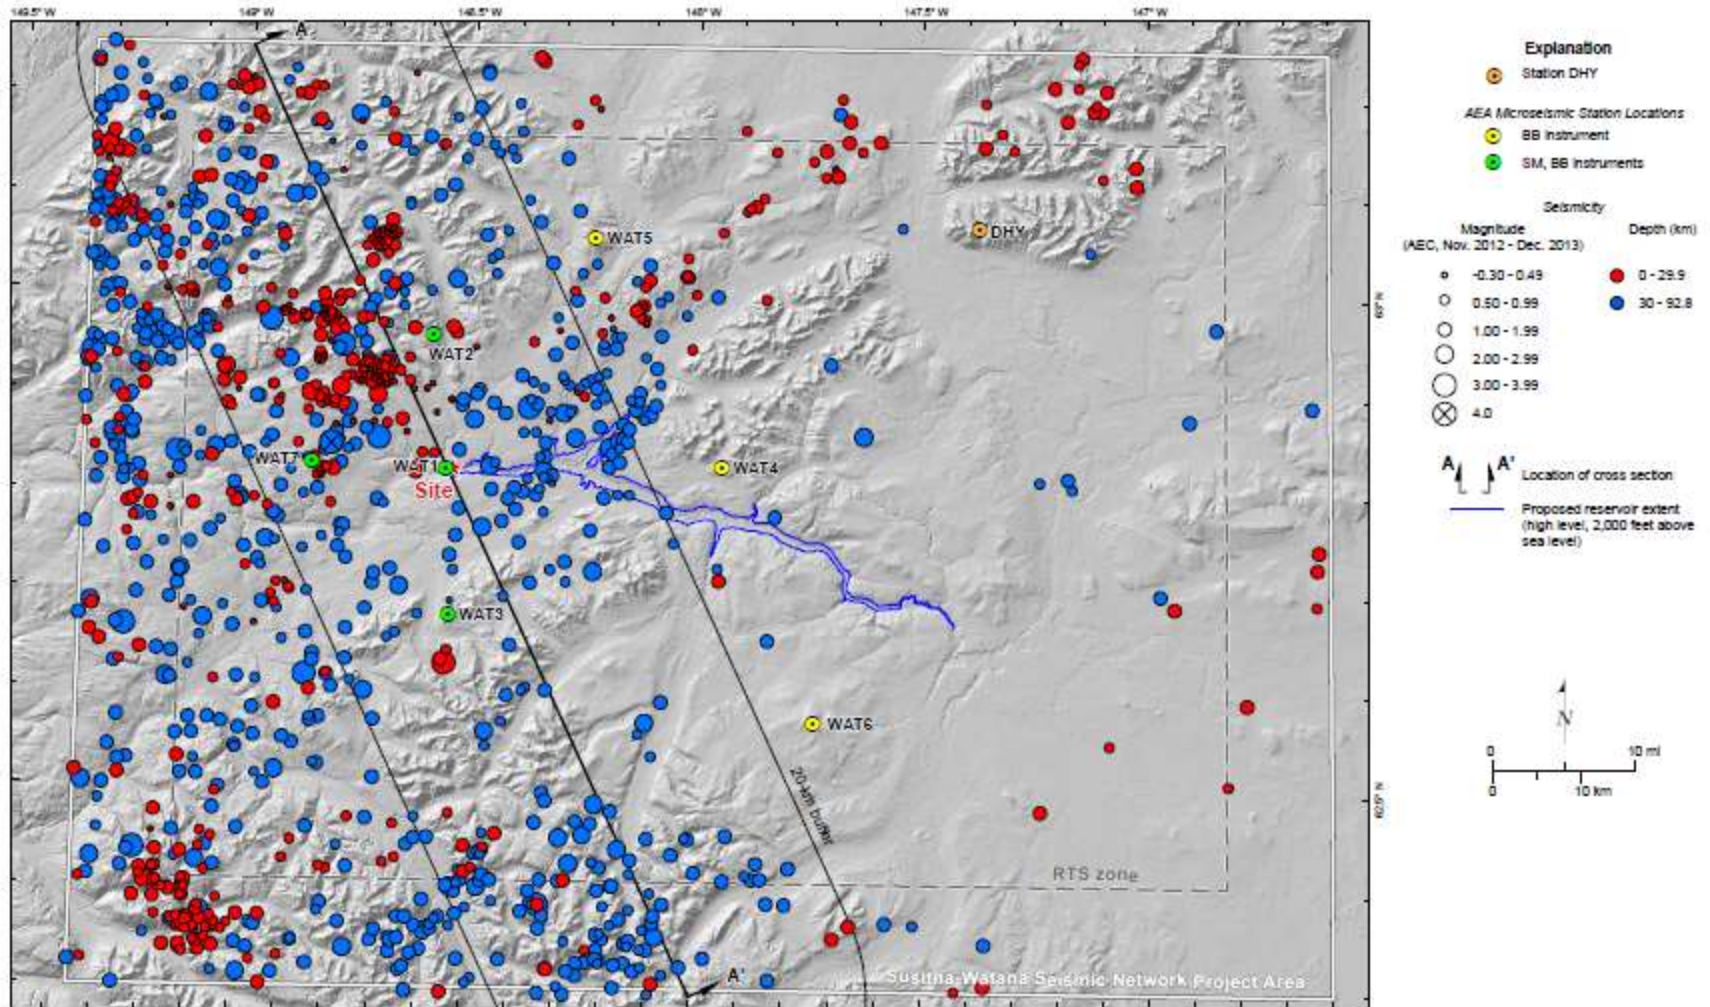 149.5°W
149°W
148.5°W
148°W
147.5°W
147°W
A
WAT5
DHY
WAT2
WAT7
WAT1
Site
WAT4
WAT3
WAT6
20-km buffer
RTS zone
A'
Susitna-Watana Seismic Network Project Area
63° N
62.5° N
Explanation
Station DHY
AEA Microseismic Station Locations
BB Instrument
SM, BB Instruments
Seismicity
Magnitude
(AEC, Nov. 2012 - Dec. 2013)
Depth (km)
-0.30 - 0.49
0 - 29.9
0.50 - 0.99
30 - 92.8
1.00 - 1.99
2.00 - 2.99
3.00 - 3.99
4.0
A A'
Location of cross section
Proposed reservoir extent
(high level, 2,000 feet above
sea level)
N
0 10 mi
0 10 km